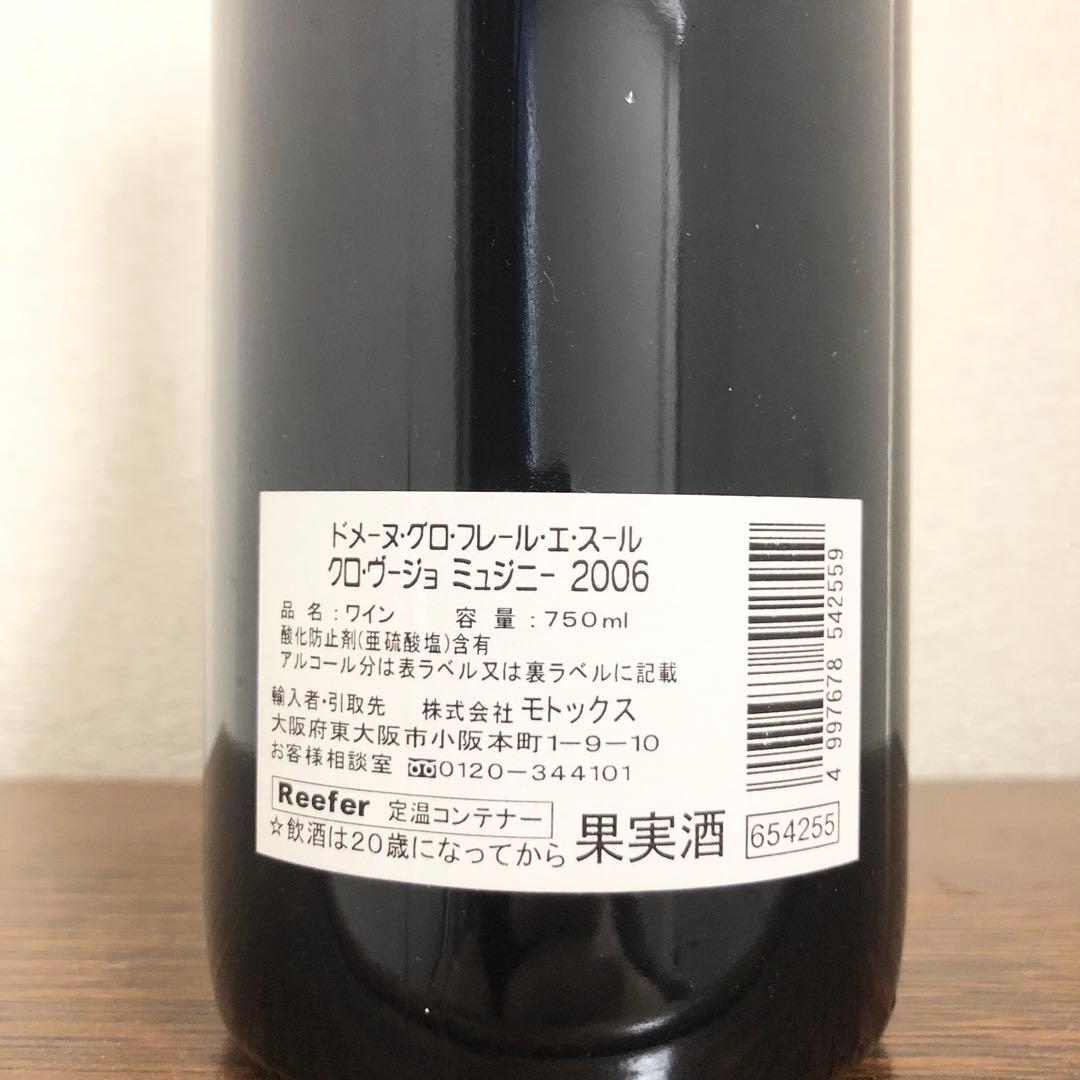 ドメーヌ・グロ・フレール・エ・スール
クロ・ヴージョ ミュジニー 2006
品 名 : ワイン 容 量 : 750ml
酸化防止剤(亜硫酸塩)含有
アルコール分は表ラベル又は裏ラベルに記載
輸入者・引取先 株式会社 モトックス
大阪府東大阪市小阪本町1-9-10
お客様相談室 0120-344101
Reefer 定温コンテナー
☆飲酒は20歳になってから
果実酒
654255
4 997678 542559